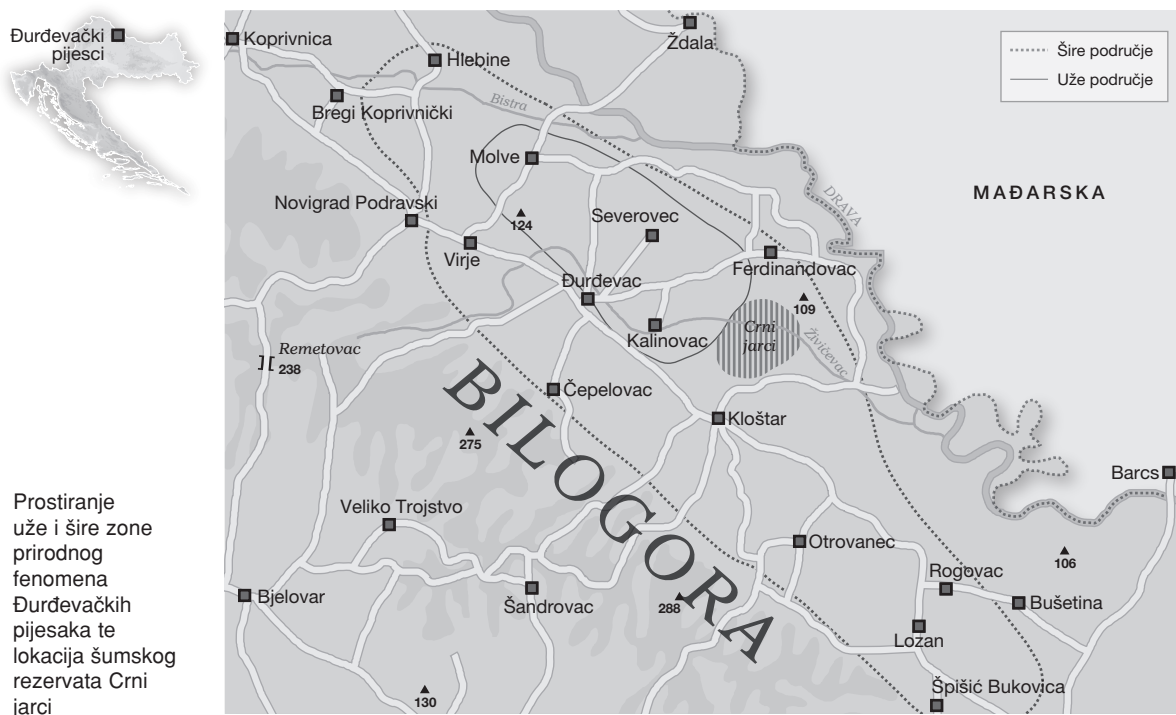 Đurđevački
pijesci
Koprivnica
Ždala
Hlebine
Šire područje
Uže područje
Bregi Koprivnički
Bistra
Molve
MAĐARSKA
DRAVA
Novigrad Podravski
124
Severovec
Virje
Ferdinandovac
Đurđevac
109
Crni
jarci
Kalinovac
Živičevac
Remetovac
238
Čepelovac
BILOGORA
Kloštar
275
Barcs
Veliko Trojstvo
Otrovanec
106
Rogovac
Bjelovar
Šandrovac
288
Bušetina
Lozan
130
Špišić Bukovica
Prostiranje
uže i šire zone
prirodnog
fenomena
Đurđevačkih
pijesaka te
lokacija šumskog
rezervata Crni
jarci